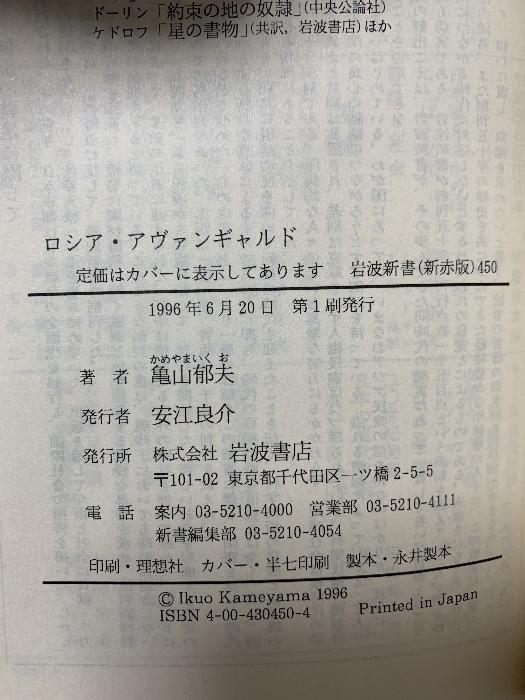 ドーリン「約束の地の奴隷」(中央公論社)
ケドロフ「星の書物」(共訳，岩波書店)ほか
ロシア・アヴァンギャルド
定価はカバーに表示してあります 岩波新書(新赤版)450
1996年6月20日 第1刷発行
かめやまいくお
著者 亀山郁夫
発行者 安江良介
発行所 株式会社 岩波書店
〒101-02 東京都千代田区一ツ橋2-5-5
電話 案内 03-5210-4000 営業部 03-5210-4111
新書編集部 03-5210-4054
印刷・理想社 カバー・半七印刷 製本・永井製本
© Ikuo Kameyama 1996
ISBN 4-00-430450-4 Printed in Japan